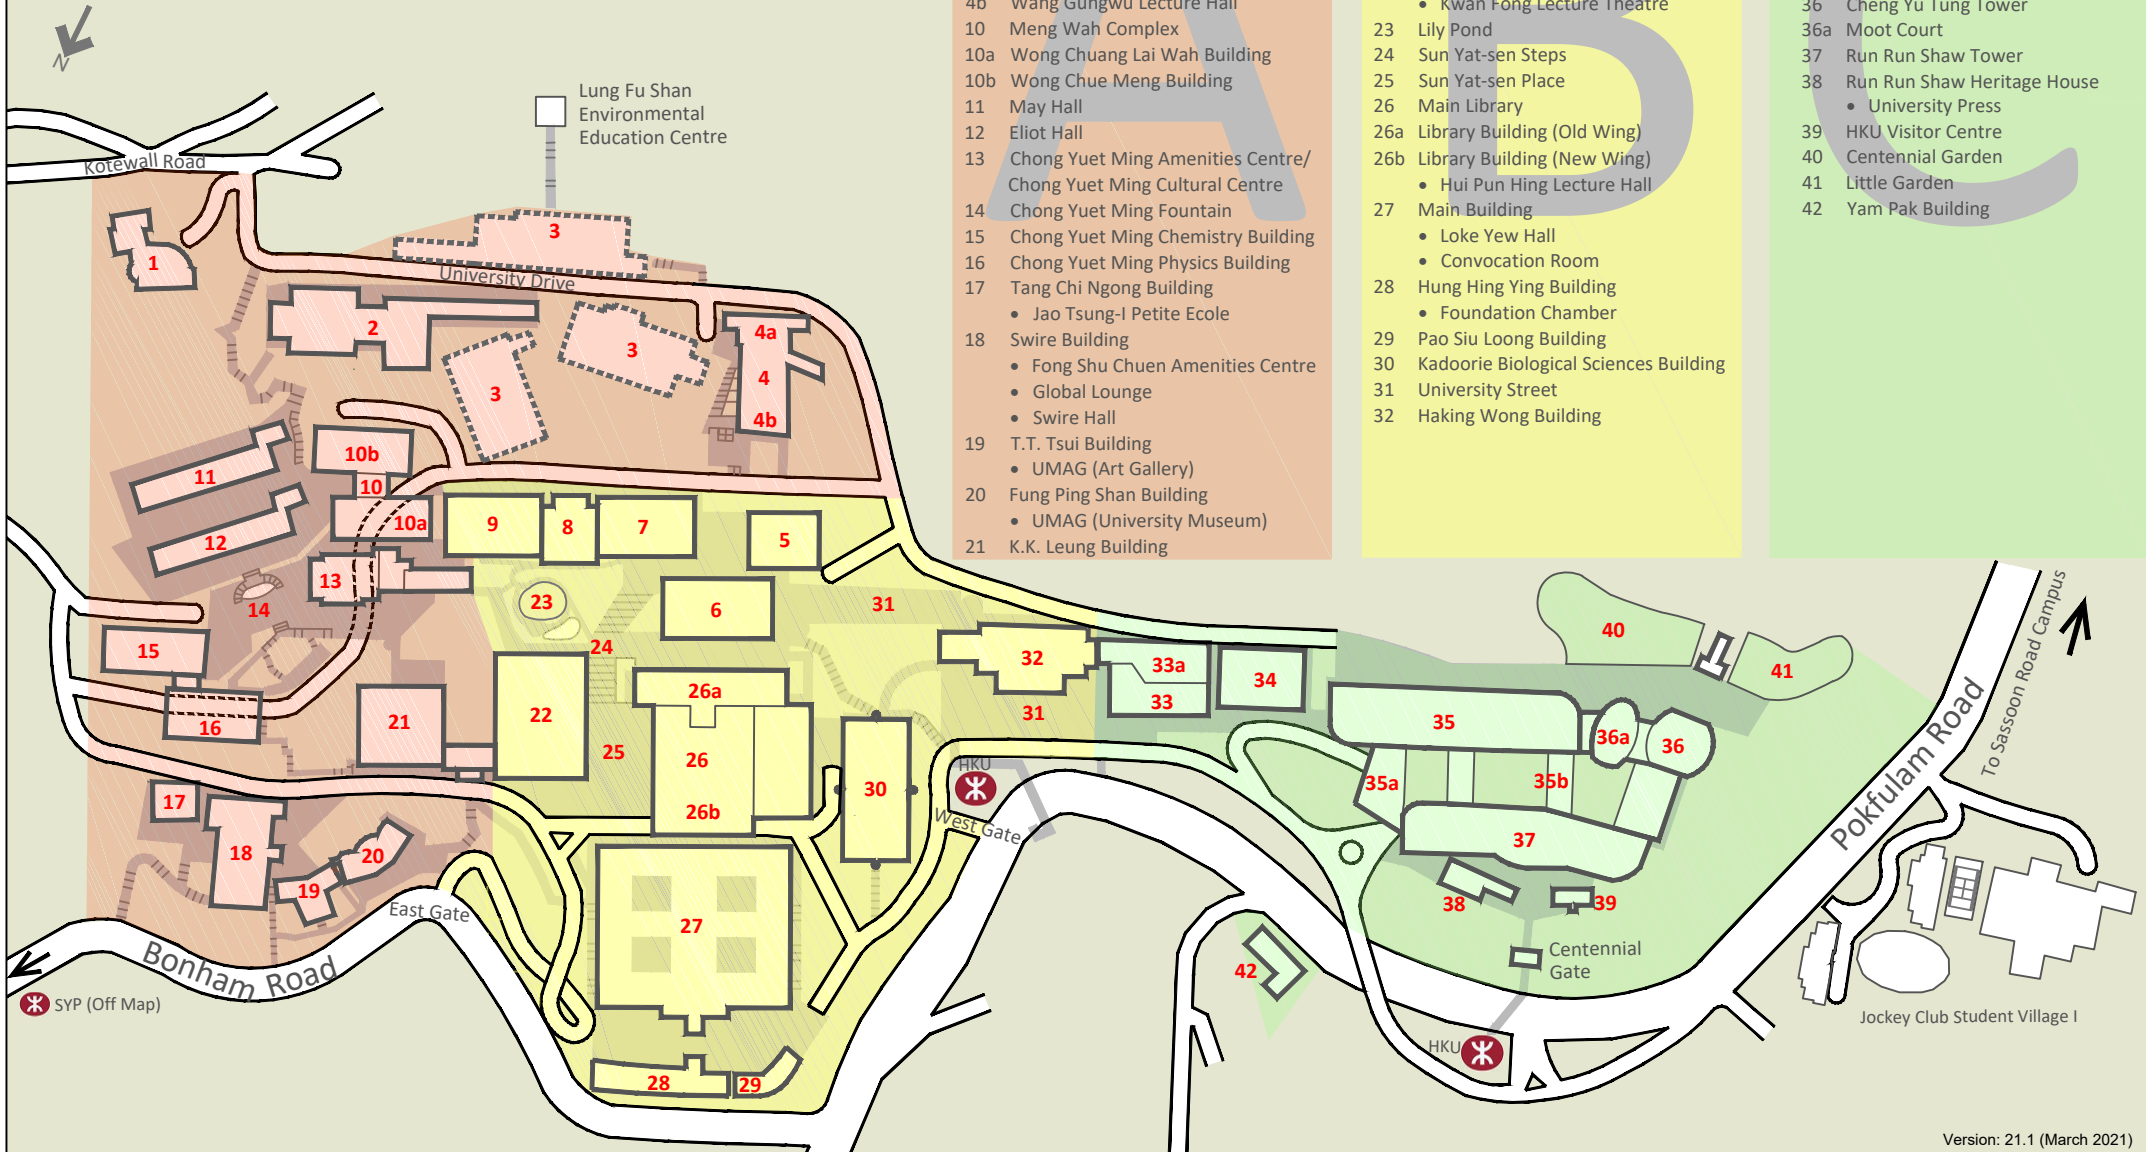 4b Wang Gungwu Lecture Hall
10 Meng Wah Complex
10a Wong Chuang Lai Wah Building
10b Wong Chue Meng Building
11 May Hall
12 Eliot Hall
13 Chong Yuet Ming Amenities Centre/
Chong Yuet Ming Cultural Centre
14 Chong Yuet Ming Fountain
15 Chong Yuet Ming Chemistry Building
16 Chong Yuet Ming Physics Building
17 Tang Chi Ngong Building
• Jao Tsung-I Petite Ecole
18 Swire Building
• Fong Shu Chuen Amenities Centre
• Global Lounge
• Swire Hall
19 T.T. Tsui Building
• UMAG (Art Gallery)
20 Fung Ping Shan Building
• UMAG (University Museum)
21 K.K. Leung Building
A
• Kwan Fong Lecture Theatre
23 Lily Pond
24 Sun Yat-sen Steps
25 Sun Yat-sen Place
26 Main Library
26a Library Building (Old Wing)
26b Library Building (New Wing)
• Hui Pun Hing Lecture Hall
27 Main Building
• Loke Yew Hall
• Convocation Room
28 Hung Hing Ying Building
• Foundation Chamber
29 Pao Siu Loong Building
30 Kadoorie Biological Sciences Building
31 University Street
32 Haking Wong Building
B
36 Cheng Yu Tung Tower
36a Moot Court
37 Run Run Shaw Tower
38 Run Run Shaw Heritage House
• University Press
39 HKU Visitor Centre
40 Centennial Garden
41 Little Garden
42 Yam Pak Building
C
N
Lung Fu Shan
Environmental
Education Centre
Kotewall Road
University Drive
1
3
2
3
3
4a
4
4b
10b
10
10a
11
12
9
8
7
5
13
14
23
6
31
24
15
16
21
22
25
26a
26
26b
32
31
33a
33
34
40
41
35
36a
36
35a
35b
37
30
HKU
West Gate
17
18
19
20
East Gate
27
38
39
Centennial
Gate
42
Bonham Road
SYP (Off Map)
28
29
HKU
Pokfulam Road
To Sassoon Road Campus
Jockey Club Student Village I
Version: 21.1 (March 2021)